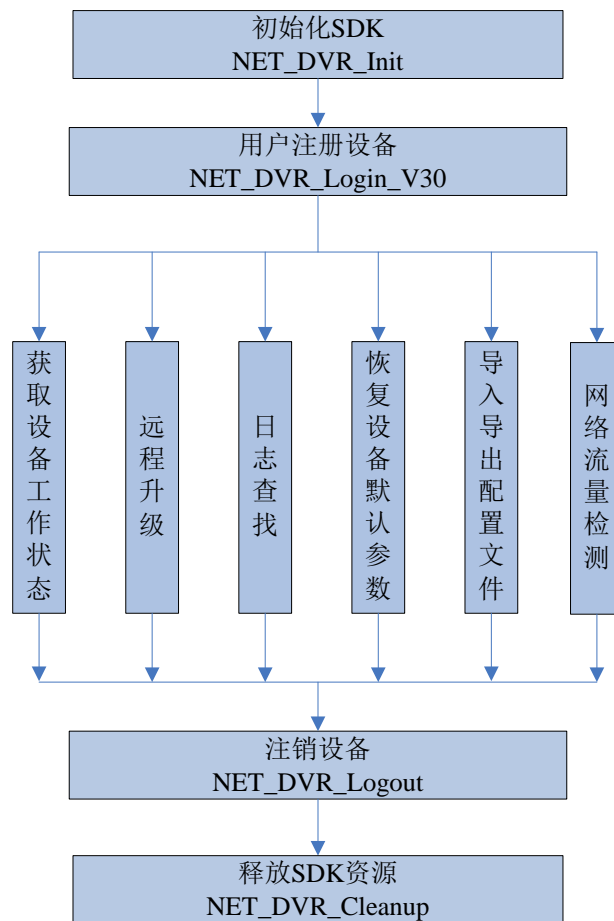 初始化SDK
NET_DVR_Init
用户注册设备
NET_DVR_Login_V30
获取设备工作状态
远程升级
日志查找
恢复设备默认参数
导入导出配置文件
网络流量检测
注销设备
NET_DVR_Logout
释放SDK资源
NET_DVR_Cleanup